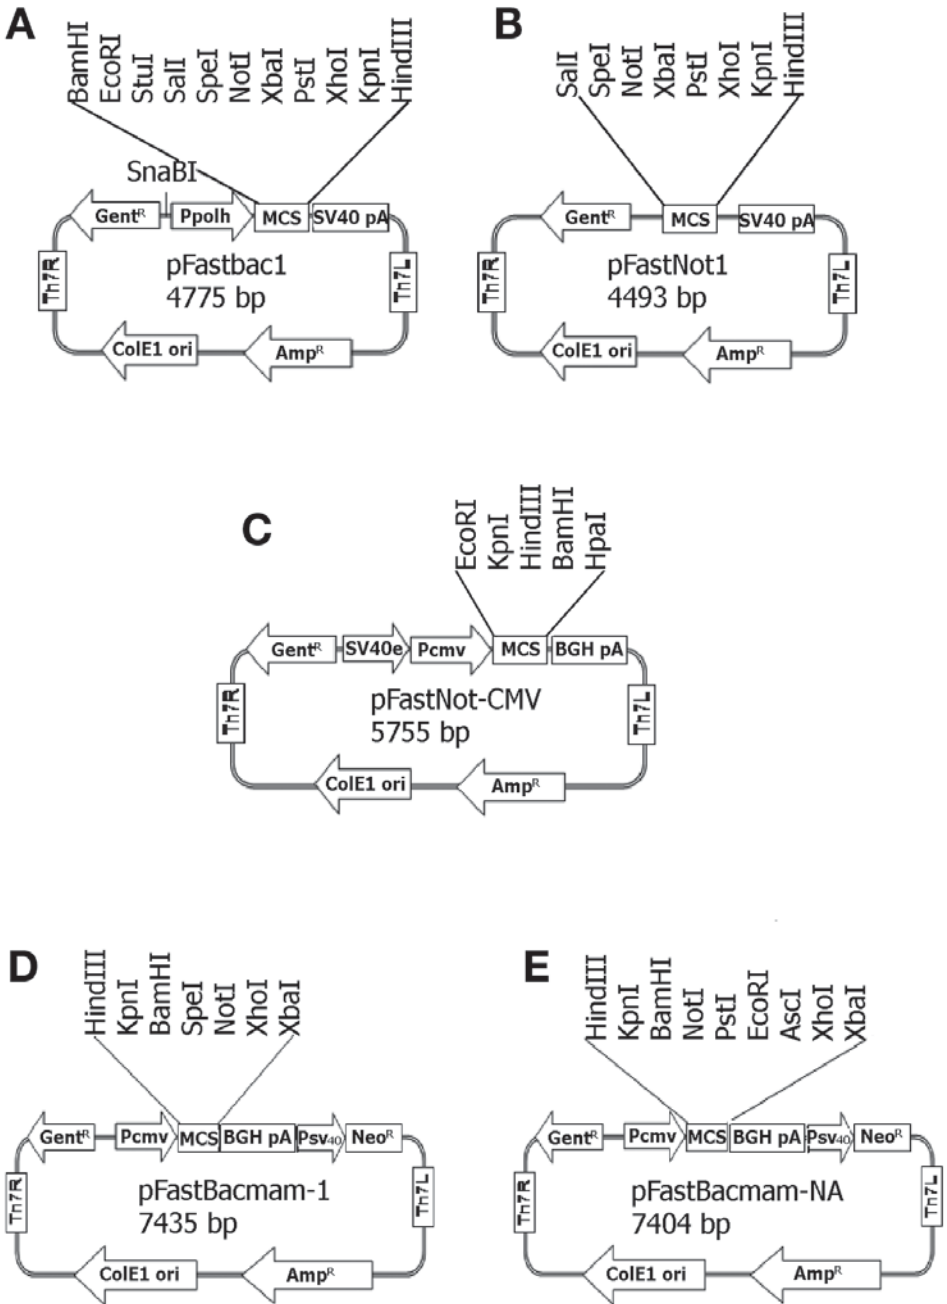 A
BamHI
EcoRI
StuI
SalI
SpeI
NotI
XbaI
PstI
XhoI
KpnI
HindIII
SnaBI
Gentᴿ
Ppolh
MCS
SV40 pA
Tn7R
Tn7L
pFastbac1
4775 bp
ColE1 ori
Ampᴿ
B
SalI
SpeI
NotI
XbaI
PstI
XhoI
KpnI
HindIII
Gentᴿ
MCS
SV40 pA
Tn7R
Tn7L
pFastNot1
4493 bp
ColE1 ori
Ampᴿ
C
EcoRI
KpnI
HindIII
BamHI
HpaI
Gentᴿ
SV40e
Pcmv
MCS
BGH pA
Tn7R
Tn7L
pFastNot-CMV
5755 bp
ColE1 ori
Ampᴿ
D
HindIII
KpnI
BamHI
SpeI
NotI
XhoI
XbaI
Gentᴿ
Pcmv
MCS
BGH pA
Psv₄₀
Neoᴿ
Tn7R
Tn7L
pFastBacmam-1
7435 bp
ColE1 ori
Ampᴿ
E
HindIII
KpnI
BamHI
NotI
PstI
EcoRI
AscI
XhoI
XbaI
Gentᴿ
Pcmv
MCS
BGH pA
Psv₄₀
Neoᴿ
Tn7R
Tn7L
pFastBacmam-NA
7404 bp
ColE1 ori
Ampᴿ